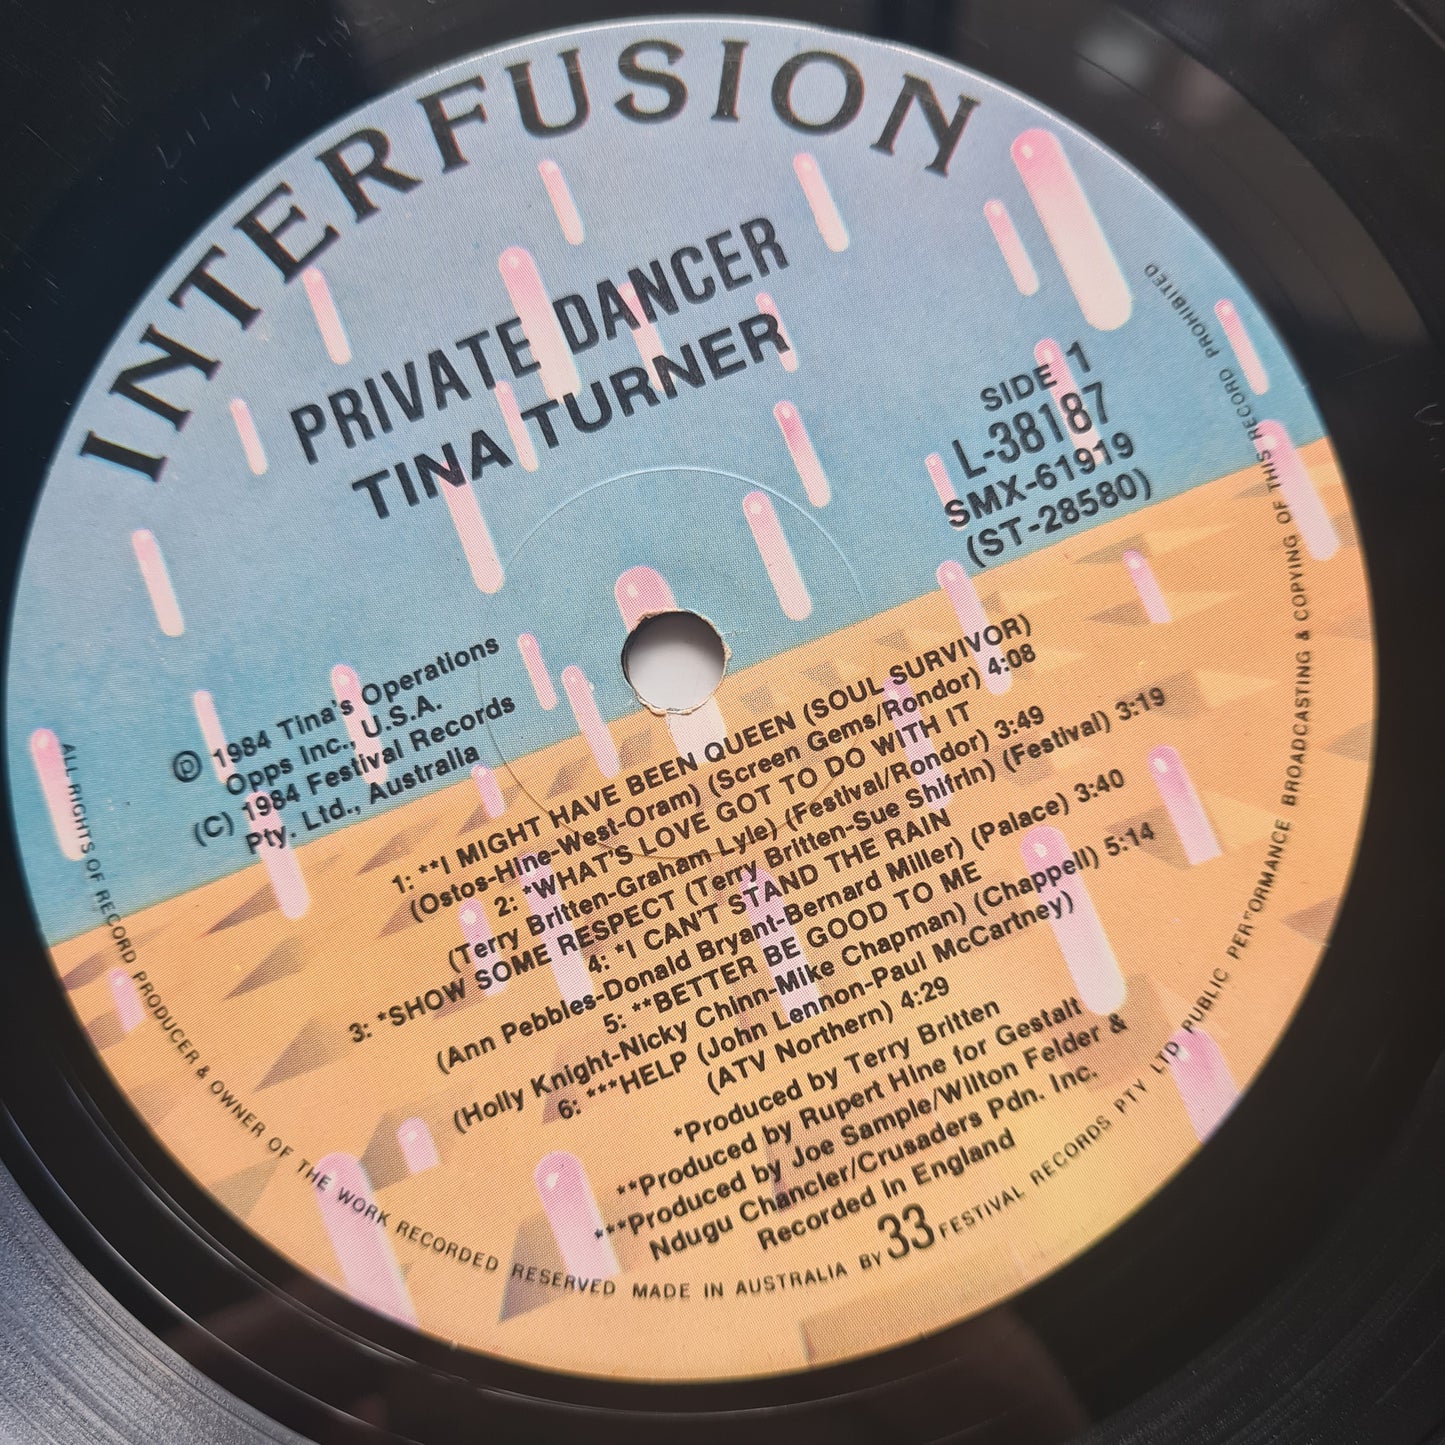 INTERFUSION
PRIVATE DANCER
TINA TURNER
SIDE 1
L-38187
SMX-61919
(ST-28580)
Ⓟ 1984 Tina's Operations
Opps Inc., U.S.A.
(C) 1984 Festival Records
Pty. Ltd., Australia
1: **I MIGHT HAVE BEEN QUEEN (SOUL SURVIVOR)
(Ostos-Hine-West-Oram) (Screen Gems/Rondor) 4:08
2: *WHAT'S LOVE GOT TO DO WITH IT
(Terry Britten-Graham Lyle) (Festival/Rondor) 3:49
3: *SHOW SOME RESPECT (Terry Britten-Sue Shifrin) (Festival) 3:19
4: *I CAN'T STAND THE RAIN
(Ann Pebbles-Donald Bryant-Bernard Miller) (Palace) 3:40
5: **BETTER BE GOOD TO ME
(Holly Knight-Nicky Chinn-Mike Chapman) (Chappell) 5:14
6: ***HELP (John Lennon-Paul McCartney)
(ATV Northern) 4:29
*Produced by Terry Britten
**Produced by Rupert Hine for Gestalt
***Produced by Joe Sample/Wilton Felder &
Ndugu Chancler/Crusaders Pdn. Inc.
Recorded in England
33
ALL RIGHTS OF RECORD PRODUCER & OWNER OF THE WORK RECORDED RESERVED MADE IN AUSTRALIA BY FESTIVAL RECORDS PTY LTD PUBLIC PERFORMANCE BROADCASTING & COPYING OF THIS RECORD PROHIBITED